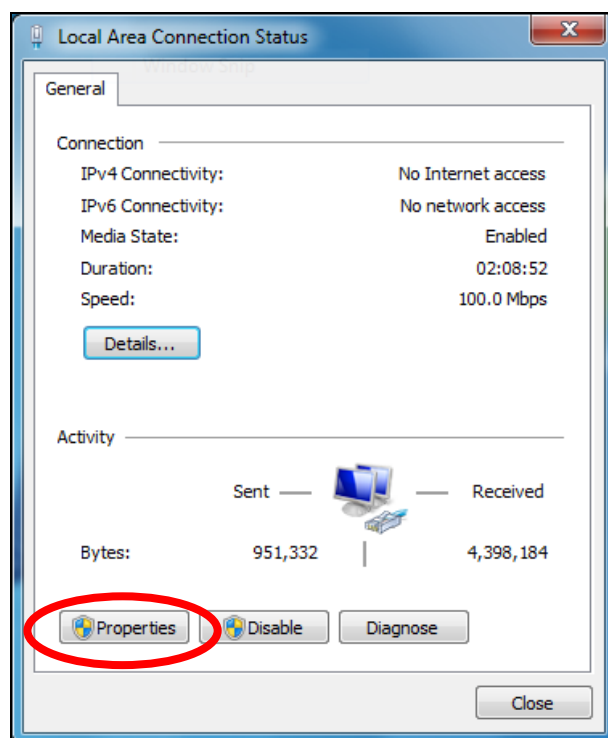 Local Area Connection Status
Window Snip
General
Connection
IPv4 Connectivity: No Internet access
IPv6 Connectivity: No network access
Media State: Enabled
Duration: 02:08:52
Speed: 100.0 Mbps
Details...
Activity
Sent Received
Bytes: 951,332 4,398,184
Properties Disable Diagnose
Close